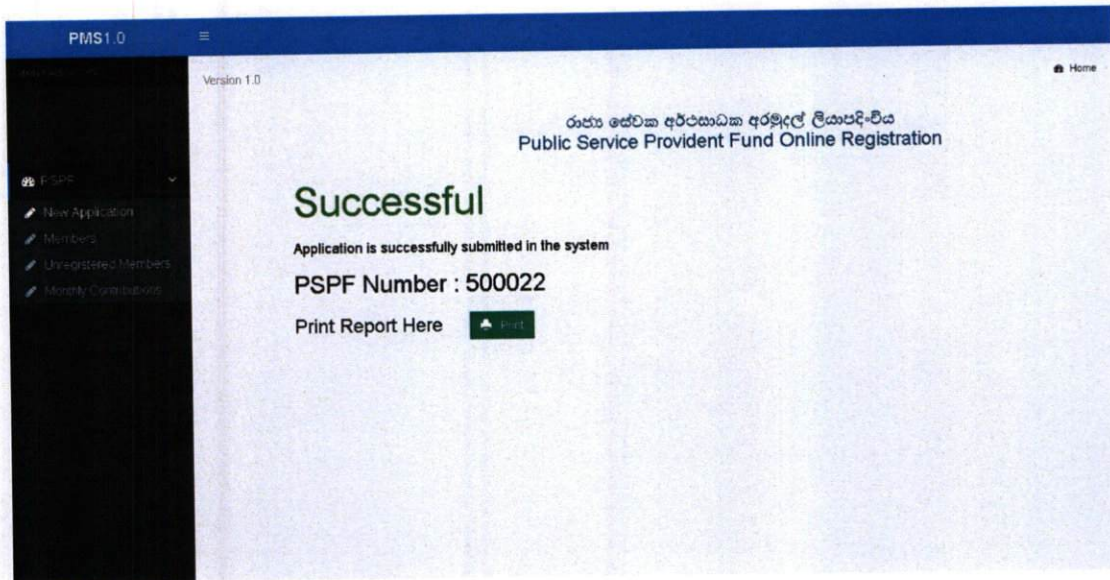 PMS1.0
Version 1.0
Home
රාජ්‍ය සේවක අර්ථසාධක අරමුදල් ලියාපදිංචිය
Public Service Provident Fund Online Registration
PSPF
New Application
Members
Unregistered Members
Monthly Contributions
Successful
Application is successfully submitted in the system
PSPF Number : 500022
Print Report Here
Print